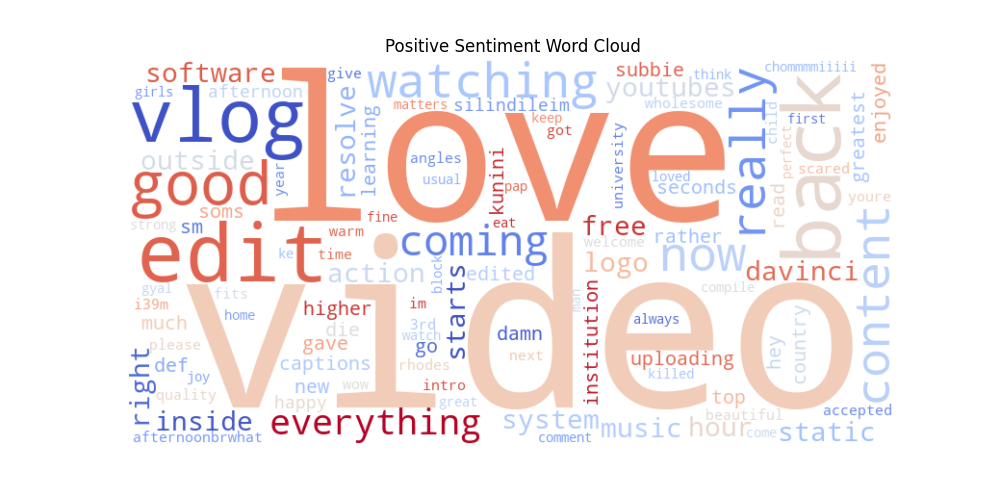 Positive Sentiment Word Cloud
software
give
watching
subbie
think
chommmmiiiii
girls
afternoon
love
youtubes
vlog
resolve
matters
silindileim
wholesome
really
back
enjoyed
learning
keep
got
child
first
greatest
outside
angles
university
perfect
good
year
usual
kunini
pap
loved
seconds
scared
read
youre
soms
fine
eat
free
strong
sm
warm
coming
welcome
rather
edit
ke
time
block
now
content
action
edited
logo
davinci
gyal
fits
video
starts
man
compile
i39m
home
higher
im
institution
country
much
die
3rd
damn
always
hey
please
gave
watch
go
def
captions
rhodes
next
uploading
right
joy
new
wow
intro
killed
quality
happy
great
top
beautiful
accepted
inside
everything
system
music
hour
come
static
afternoonbrwhat
comment